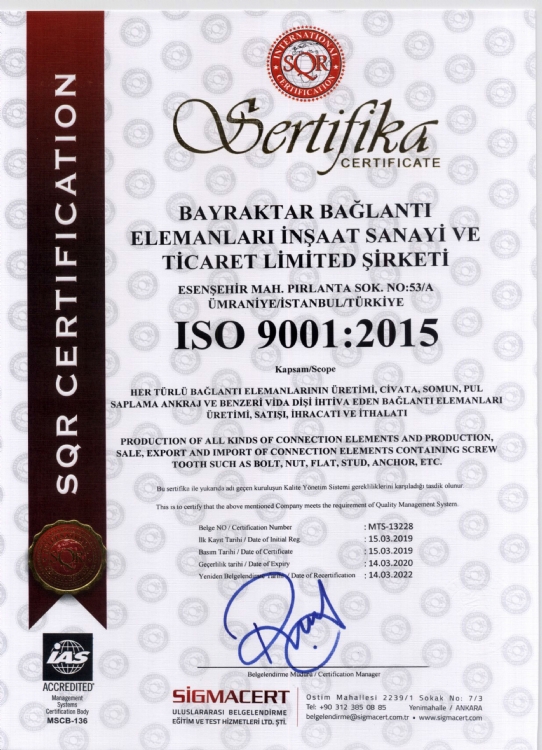 INTERNATIONAL
SQR
CERTIFICATION
Sertifika
CERTIFICATE
SQR CERTIFICATION
BAYRAKTAR BAĞLANTI
ELEMANLARI İNŞAAT SANAYİ VE
TİCARET LIMITED ŞİRKETİ
ESENŞEHİR MAH. PIRLANTA SOK. NO:53/A
ÜMRANİYE/İSTANBUL/TÜRKİYE
ISO 9001:2015
Kapsam/Scope
HER TÜRLÜ BAĞLANTI ELEMANLARININ ÜRETİMİ, CİVATA, SOMUN, PUL
SAPLAMA ANKRAJ VE BENZERİ VİDA DİŞİ İHTİVA EDEN BAĞLANTI ELEMANLARI
ÜRETİMİ, SATIŞI, İHRACATI VE İTHALATI
PRODUCTION OF ALL KINDS OF CONNECTION ELEMENTS AND PRODUCTION,
SALE, EXPORT AND IMPORT OF CONNECTION ELEMENTS CONTAINING SCREW
TOOTH SUCH AS BOLT, NUT, FLAT, STUD, ANCHOR, ETC.
Bu sertifika ile yukarıda adı geçen kuruluşun Kalite Yönetim Sistemi gerekliliklerini karşıladığı tasdik olunur.
This is to certify that the above mentioned Company meets the requirement of Quality Management System.
Belge NO / Certification Number : MTS-13228
İlk Kayıt Tarihi / Date of Initial Reg. : 15.03.2019
Basım Tarihi / Date of Certificate : 15.03.2019
Geçerlilik tarihi / Date of Expiry : 14.03.2020
Yeniden Belgelendirme Tarihi / Date of Recertification : 14.03.2022
Belgelendirme Müdürü / Certification Manager
IAS
ACCREDITED
Management
Systems
Certification Body
MSCB-136
SİGMACERT
ULUSLARARASI BELGELENDİRME
EĞİTİM VE TEST HİZMETLERİ LTD. ŞTİ.
Ostim Mahallesi 2239/1 Sokak No: 7/3
Tel: +90 312 385 08 85 Yenimahalle / ANKARA
belgelendirme@sigmacert.com.tr • www.sigmacert.com